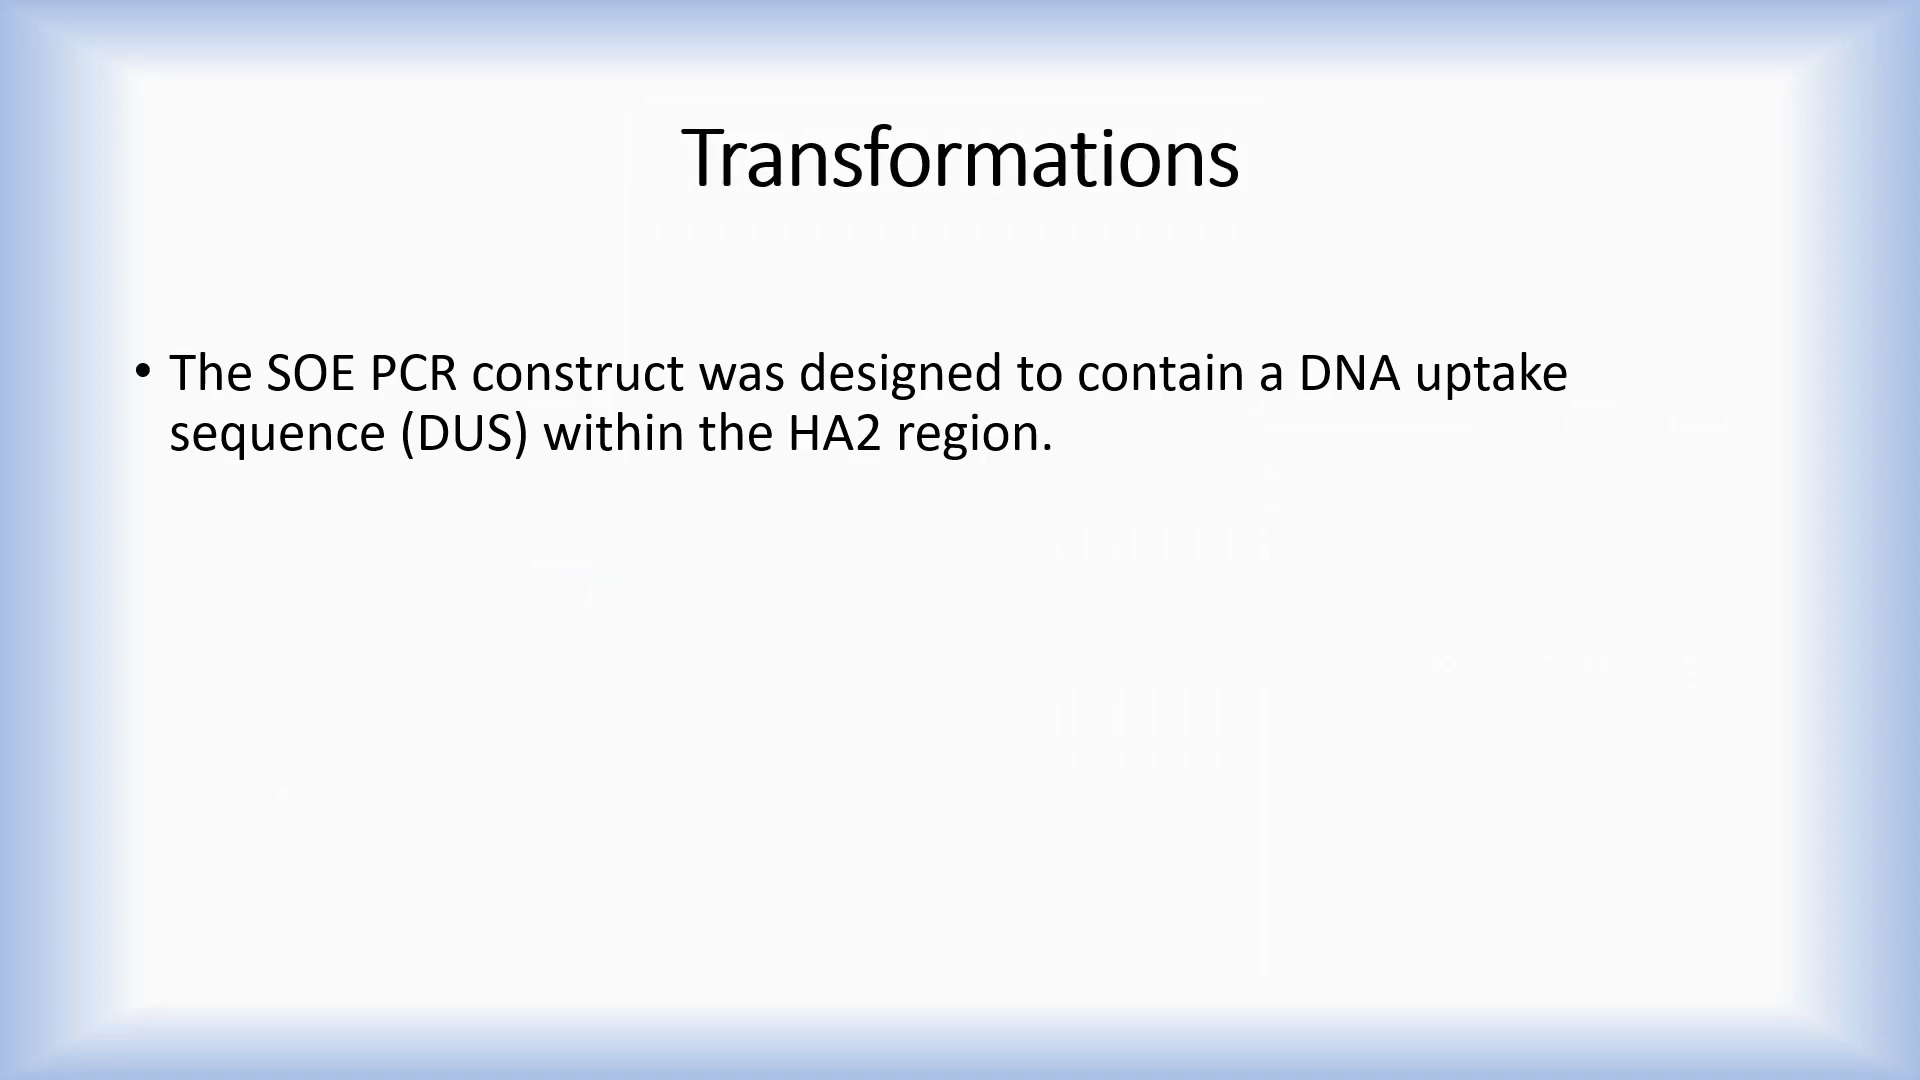 Transformations
• The SOE PCR construct was designed to contain a DNA uptake
sequence (DUS) within the HA2 region.